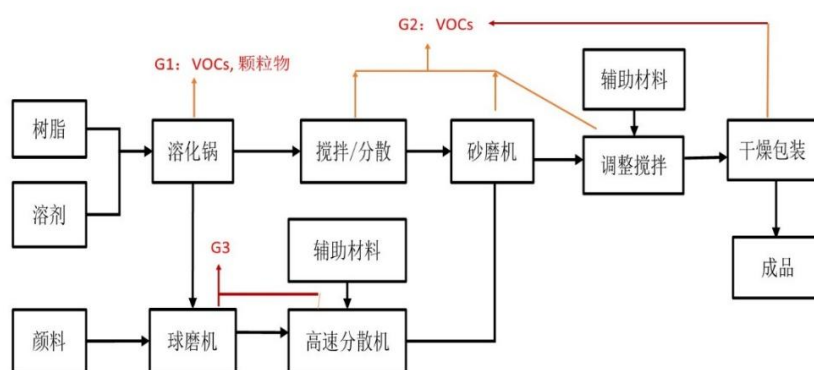 G2：VOCs
G1：VOCs, 颗粒物
辅助材料
树脂
溶化锅
搅拌/分散
砂磨机
调整搅拌
干燥包装
溶剂
G3
辅助材料
成品
颜料
球磨机
高速分散机